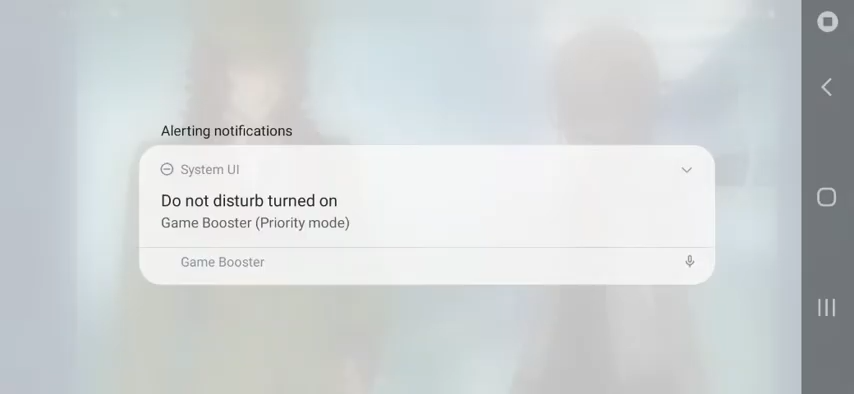 Alerting notifications
System UI
Do not disturb turned on
Game Booster (Priority mode)
Game Booster